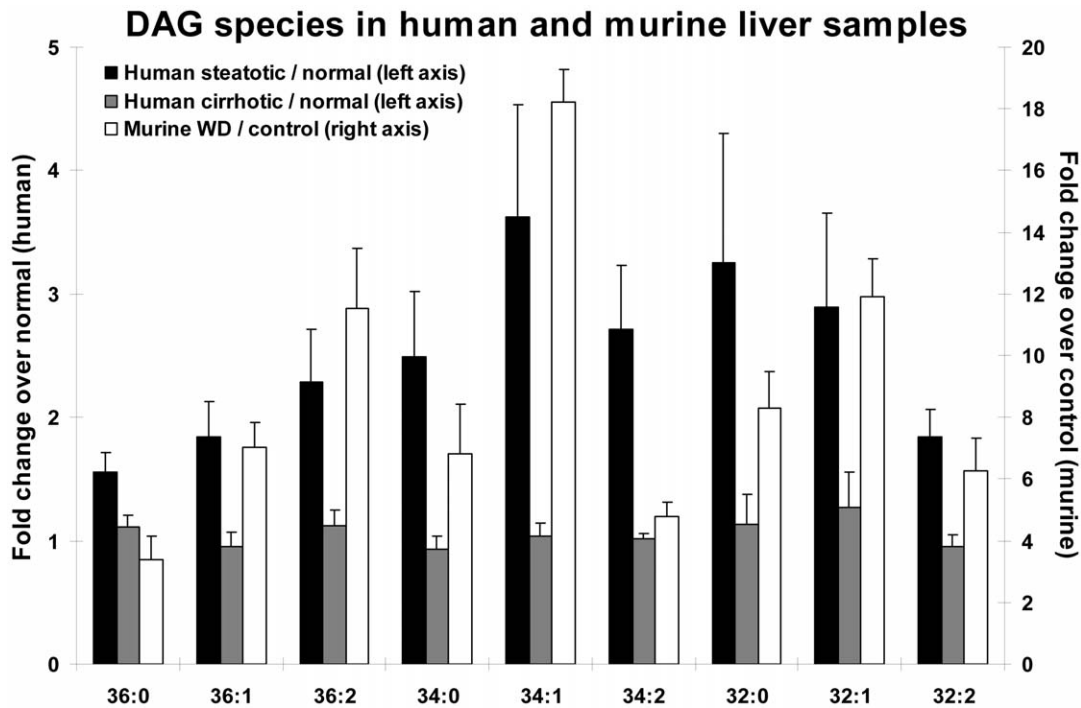 DAG species in human and murine liver samples
Human steatotic / normal (left axis)
Human cirrhotic / normal (left axis)
Murine WD / control (right axis)
Fold change over normal (human)
5
4
3
2
1
0
Fold change over control (murine)
20
18
16
14
12
10
8
6
4
2
0
36:0 36:1 36:2 34:0 34:1 34:2 32:0 32:1 32:2